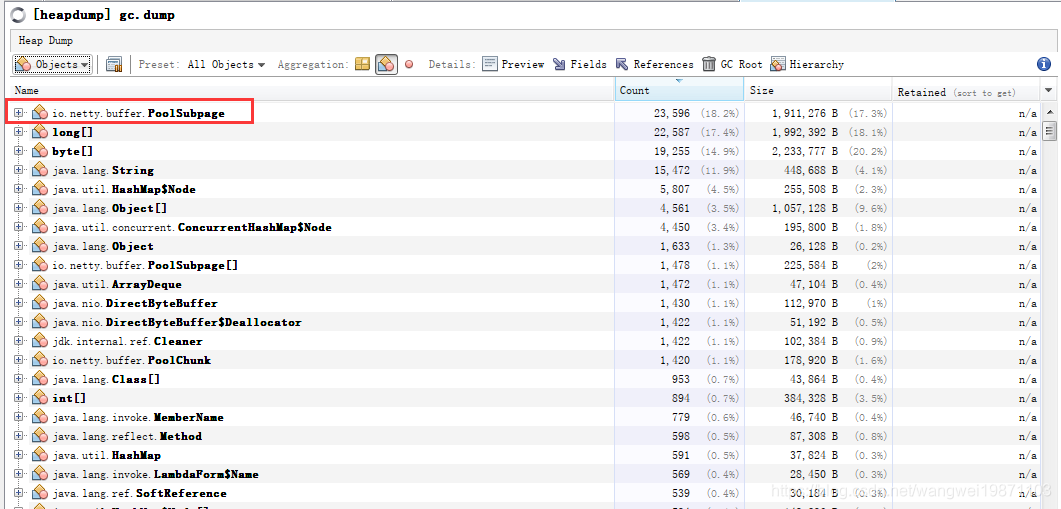 [heapdump] gc.dump
Heap Dump
Objects Preset: All Objects Aggregation: Details: Preview Fields References GC Root Hierarchy
Name Count Size Retained (sort to get)
io.netty.buffer.PoolSubpage 23,596 (18.2%) 1,911,276 B (17.3%) n/a
long[] 22,587 (17.4%) 1,992,392 B (18.1%) n/a
byte[] 19,255 (14.9%) 2,233,777 B (20.2%) n/a
java.lang.String 15,472 (11.9%) 448,688 B (4.1%) n/a
java.util.HashMap$Node 5,807 (4.5%) 255,508 B (2.3%) n/a
java.lang.Object[] 4,561 (3.5%) 1,057,128 B (9.6%) n/a
java.util.concurrent.ConcurrentHashMap$Node 4,450 (3.4%) 195,800 B (1.8%) n/a
java.lang.Object 1,633 (1.3%) 26,128 B (0.2%) n/a
io.netty.buffer.PoolSubpage[] 1,478 (1.1%) 225,584 B (2%) n/a
java.util.ArrayDeque 1,472 (1.1%) 47,104 B (0.4%) n/a
java.nio.DirectByteBuffer 1,430 (1.1%) 112,970 B (1%) n/a
java.nio.DirectByteBuffer$Deallocator 1,422 (1.1%) 51,192 B (0.5%) n/a
jdk.internal.ref.Cleaner 1,422 (1.1%) 102,384 B (0.9%) n/a
io.netty.buffer.PoolChunk 1,420 (1.1%) 178,920 B (1.6%) n/a
java.lang.Class[] 953 (0.7%) 43,864 B (0.4%) n/a
int[] 894 (0.7%) 384,328 B (3.5%) n/a
java.lang.invoke.MemberName 779 (0.6%) 46,740 B (0.4%) n/a
java.lang.reflect.Method 598 (0.5%) 87,308 B (0.8%) n/a
java.util.HashMap 591 (0.5%) 37,824 B (0.3%) n/a
java.lang.invoke.LambdaForm$Name 569 (0.4%) 28,450 B (0.3%) n/a
java.lang.ref.SoftReference 539 (0.4%) 30,184 B (0.3%) n/a
https://blog.csdn.net/wangwei19871103